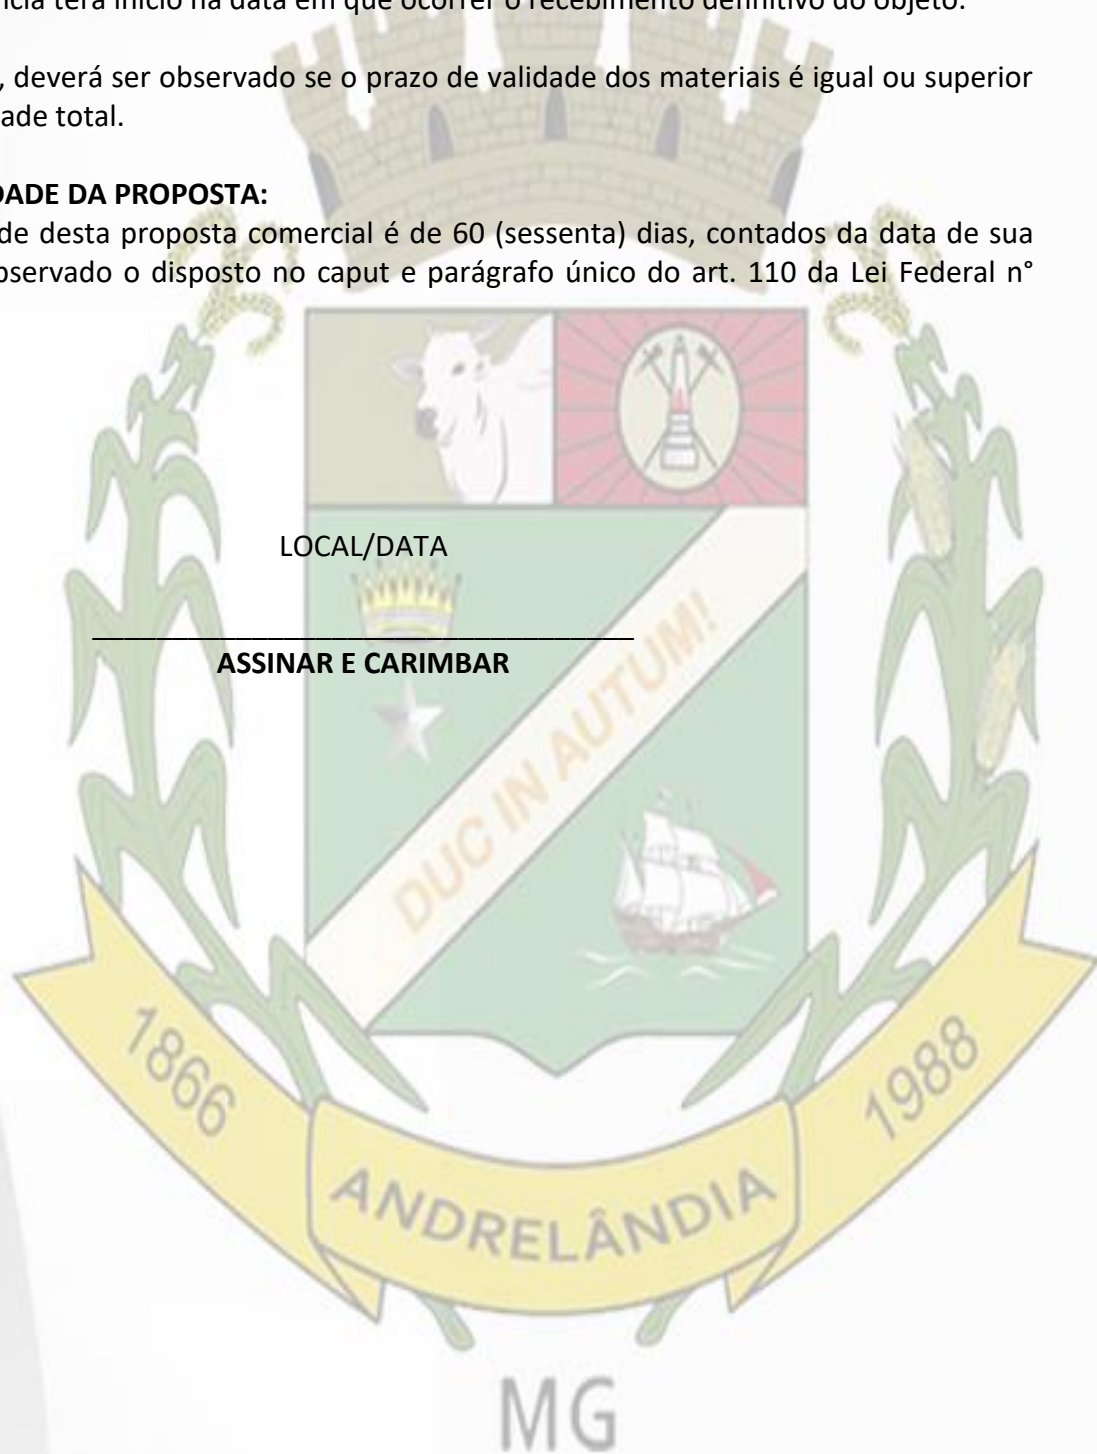 ncia terá início na data em que ocorrer o recebimento definitivo do objeto.
, deverá ser observado se o prazo de validade dos materiais é igual ou superior
ade total.
DADE DA PROPOSTA:
de desta proposta comercial é de 60 (sessenta) dias, contados da data de sua
bservado o disposto no caput e parágrafo único do art. 110 da Lei Federal n°
LOCAL/DATA
ASSINAR E CARIMBAR
DUC IN AUTUM!
1866
1988
ANDRELÂNDIA
MG